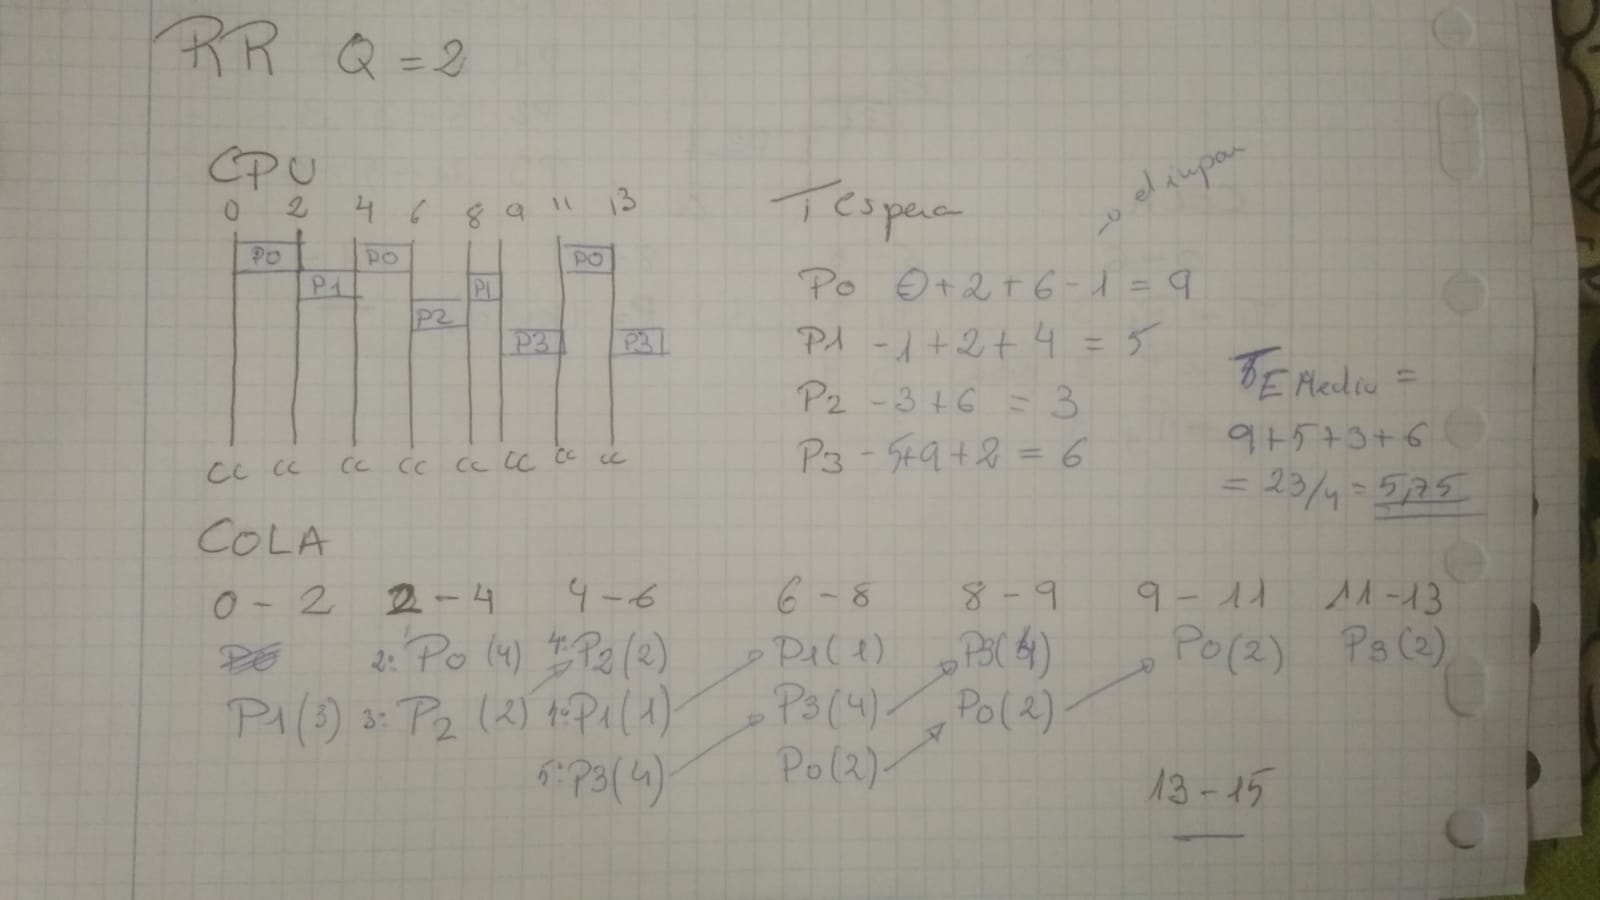 RR Q = 2
CPU
0 2 4 6 8 9 11 13
P0 P0 P0
P1 P1
P2
P3 P3
CC CC CC CC CC CC CC CC
T espera
P0 0+2+6-1 = 9
P1 -1+2+4 = 5
P2 -3+6 = 3
P3 -5+9+2 = 6
TE Media =
9+5+3+6
= 23/4 = 5,75
COLA
0-2 2-4 4-6 6-8 8-9 9-11 11-13
P0 2: P0(4) 4: P2(2) P1(1) P3(4) P0(2) P3(2)
P1(3) 3: P2(2) 1: P1(1) P3(4) P0(2)
5: P3(4) P0(2)
13-15